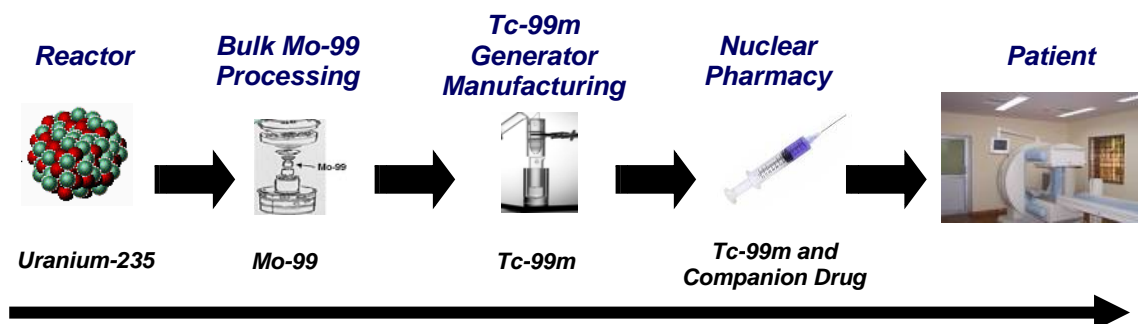 Reactor
Bulk Mo-99
Processing
Tc-99m
Generator
Manufacturing
Nuclear
Pharmacy
Patient
Mo-99
Uranium-235
Mo-99
Tc-99m
Tc-99m and
Companion Drug